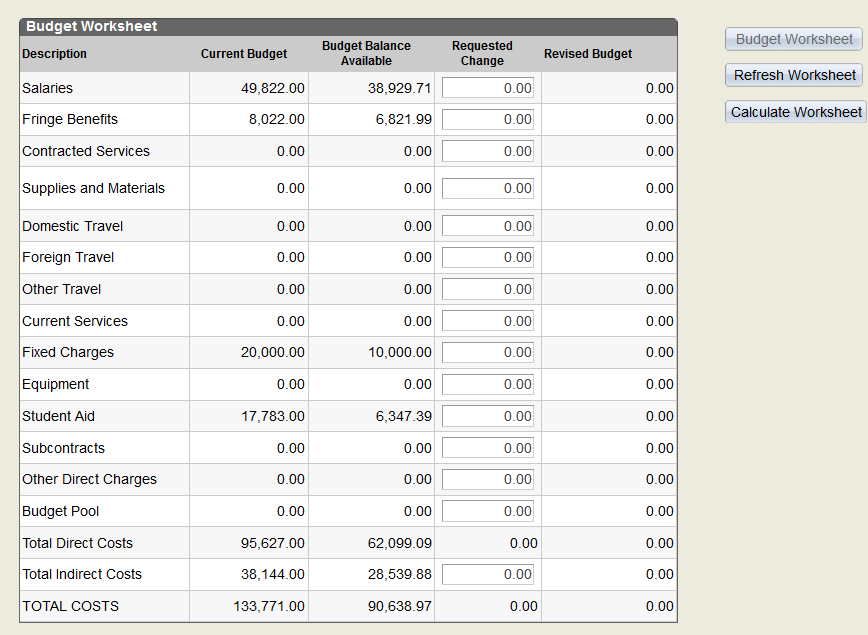 Budget Worksheet
Description Current Budget Budget Balance Available Requested Change Revised Budget
Salaries 49,822.00 38,929.71 0.00 0.00
Fringe Benefits 8,022.00 6,821.99 0.00 0.00
Contracted Services 0.00 0.00 0.00 0.00
Supplies and Materials 0.00 0.00 0.00 0.00
Domestic Travel 0.00 0.00 0.00 0.00
Foreign Travel 0.00 0.00 0.00 0.00
Other Travel 0.00 0.00 0.00 0.00
Current Services 0.00 0.00 0.00 0.00
Fixed Charges 20,000.00 10,000.00 0.00 0.00
Equipment 0.00 0.00 0.00 0.00
Student Aid 17,783.00 6,347.39 0.00 0.00
Subcontracts 0.00 0.00 0.00 0.00
Other Direct Charges 0.00 0.00 0.00 0.00
Budget Pool 0.00 0.00 0.00 0.00
Total Direct Costs 95,627.00 62,099.09 0.00 0.00
Total Indirect Costs 38,144.00 28,539.88 0.00 0.00
TOTAL COSTS 133,771.00 90,638.97 0.00 0.00
Budget Worksheet
Refresh Worksheet
Calculate Worksheet